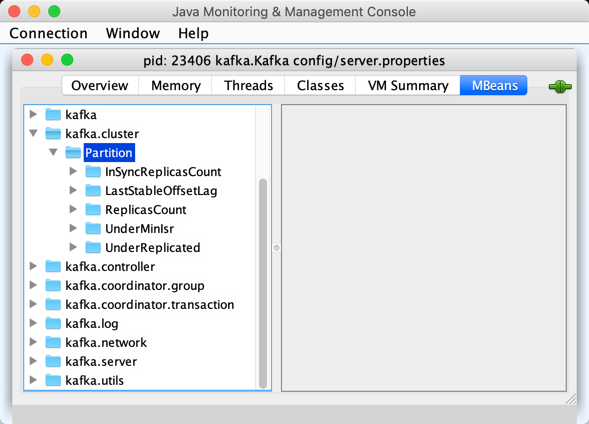 Java Monitoring & Management Console
Connection Window Help
pid: 23406 kafka.Kafka config/server.properties
Overview Memory Threads Classes VM Summary MBeans
kafka
kafka.cluster
Partition
InSyncReplicasCount
LastStableOffsetLag
ReplicasCount
UnderMinIsr
UnderReplicated
kafka.controller
kafka.coordinator.group
kafka.coordinator.transaction
kafka.log
kafka.network
kafka.server
kafka.utils